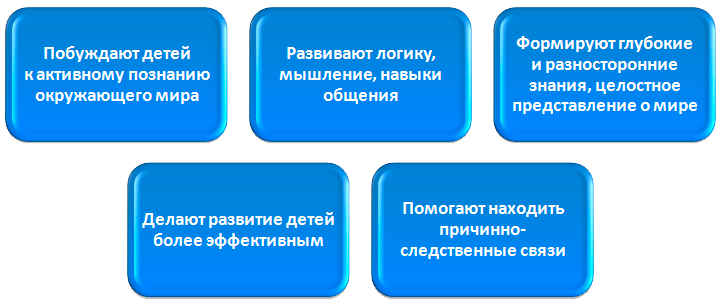 Побуждают детей
к активному познанию
окружающего мира
Развивают логику,
мышление, навыки
общения
Формируют глубокие
и разносторонние
знания, целостное
представление о мире
Делают развитие детей
более эффективным
Помогают находить
причинно-
следственные связи